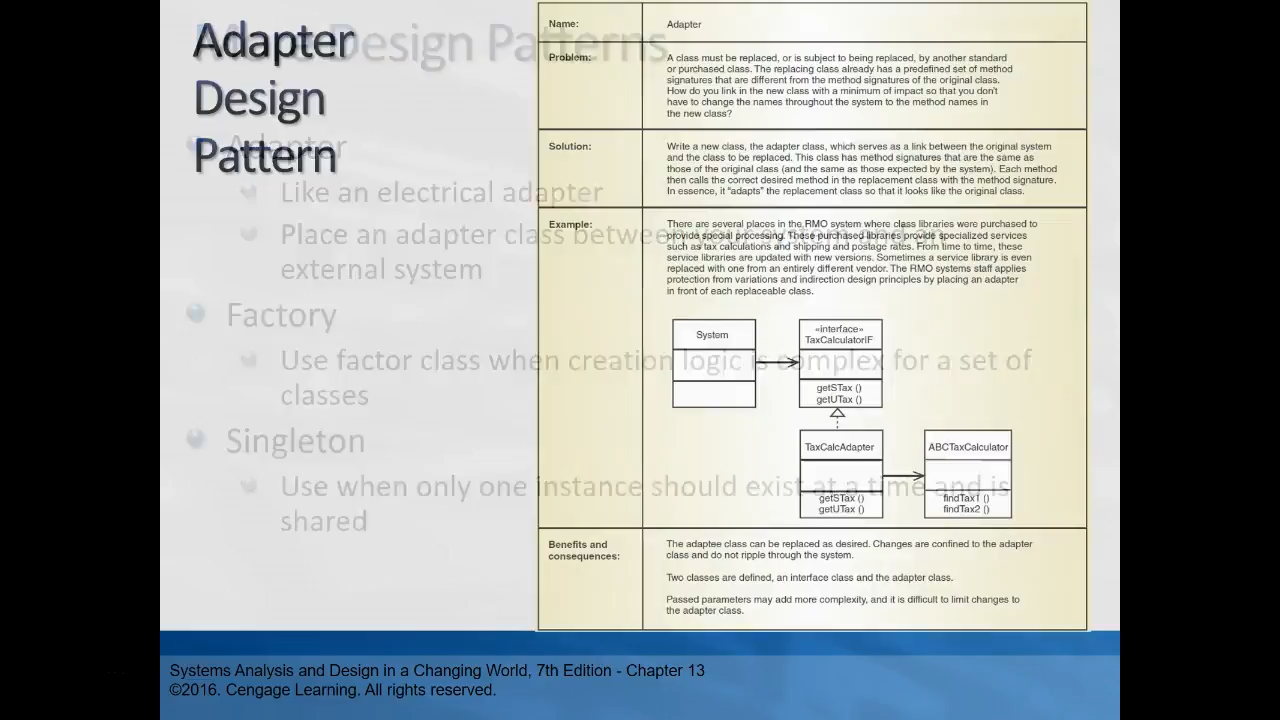 Adapter
Design
Pattern
Design Patterns
Adapter
Like an electrical adapter
Place an adapter class between
external system
Factory
Use factor class when creation logic is complex for a set of
classes
Singleton
Use when only one instance should exist at a time and is
shared
Name:
Adapter
Problem:
A class must be replaced, or is subject to being replaced, by another standard
or purchased class. The replacing class already has a predefined set of method
signatures that are different from the method signatures of the original class.
How do you link in the new class with a minimum of impact so that you don't
have to change the names throughout the system to the method names in
the new class?
Solution:
Write a new class, the adapter class, which serves as a link between the original system
and the class to be replaced. This class has method signatures that are the same as
those of the original class (and the same as those expected by the system). Each method
then calls the correct desired method in the replacement class with the method signature.
In essence, it “adapts” the replacement class so that it looks like the original class.
Example:
There are several places in the RMO system where class libraries were purchased to
provide special processing. These purchased libraries provide specialized services
such as tax calculations and shipping and postage rates. From time to time, these
service libraries are updated with new versions. Sometimes a service library is even
replaced with one from an entirely different vendor. The RMO systems staff applies
protection from variations and indirection design principles by placing an adapter
in front of each replaceable class.
System
«interface»
TaxCalculatorIF
getSTax ()
getUTax ()
TaxCalcAdapter
getSTax ()
getUTax ()
ABCTaxCalculator
findTax1 ()
findTax2 ()
Benefits and
consequences:
The adaptee class can be replaced as desired. Changes are confined to the adapter
class and do not ripple through the system.
Two classes are defined, an interface class and the adapter class.
Passed parameters may add more complexity, and it is difficult to limit changes to
the adapter class.
Systems Analysis and Design in a Changing World, 7th Edition - Chapter 13
©2016. Cengage Learning. All rights reserved.